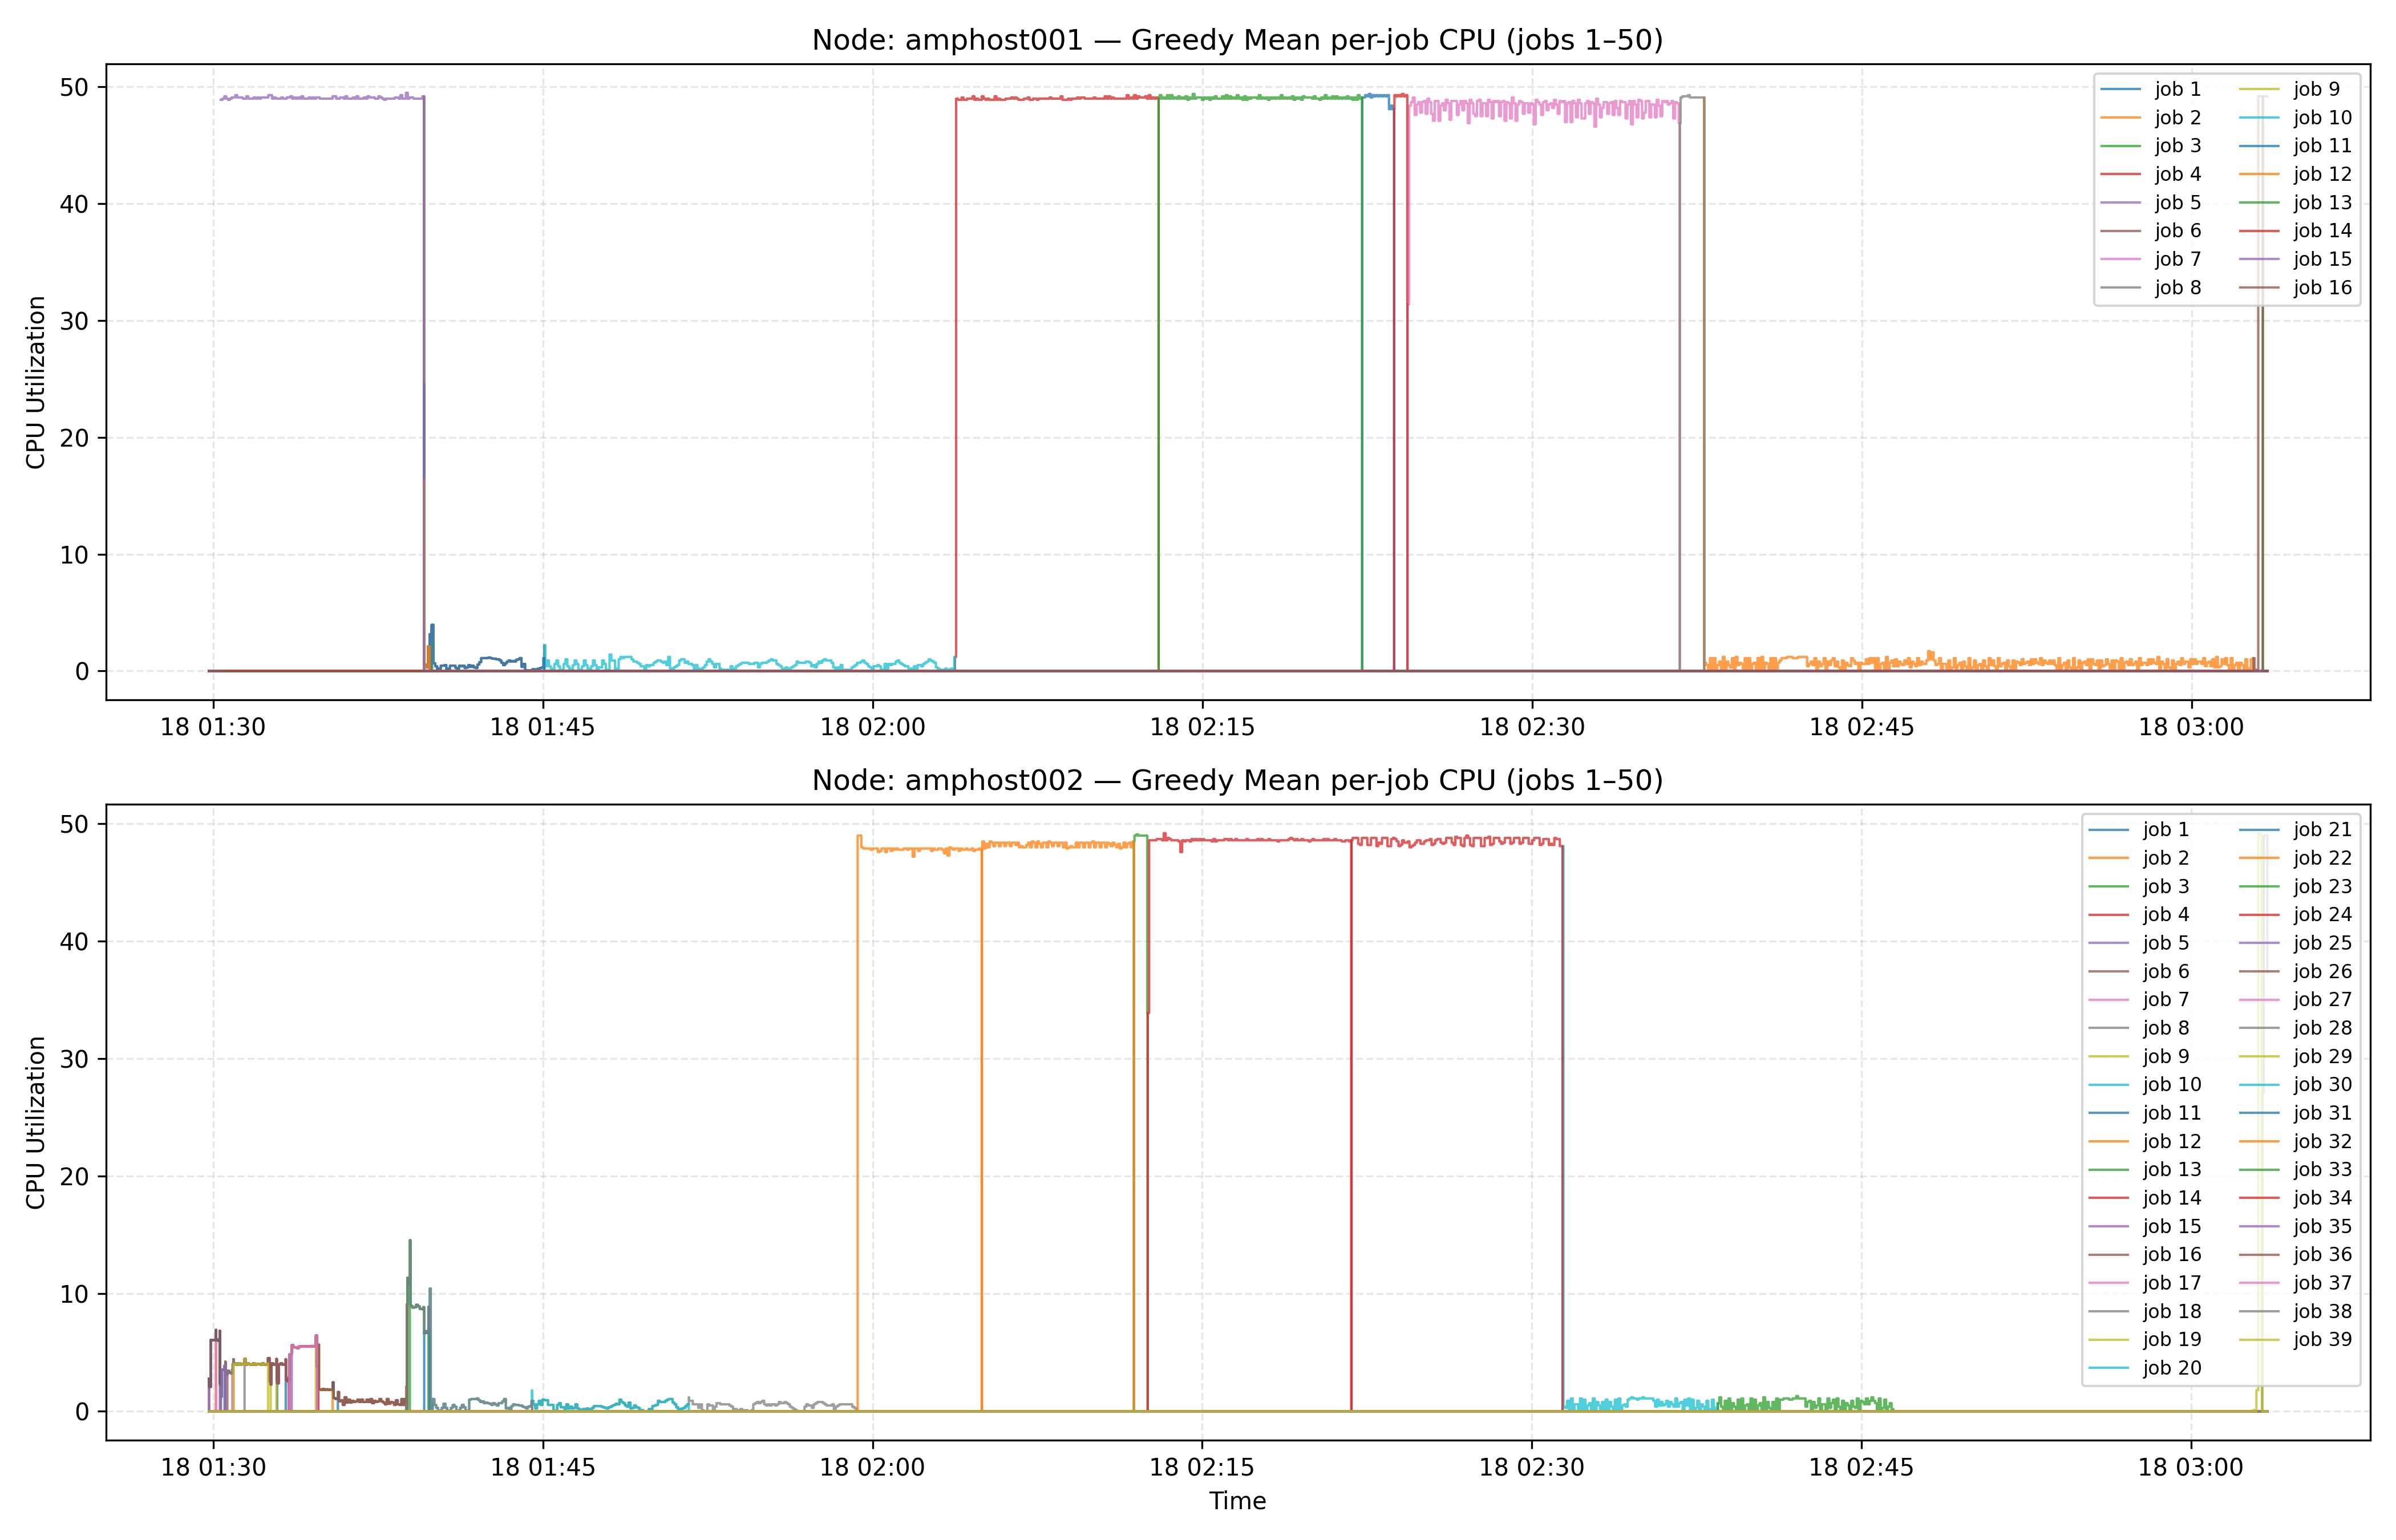 Node: amphost001 — Greedy Mean per-job CPU (jobs 1–50)
CPU Utilization
50
40
30
20
10
0
job 1
job 2
job 3
job 4
job 5
job 6
job 7
job 8
job 9
job 10
job 11
job 12
job 13
job 14
job 15
job 16
18 01:30
18 01:45
18 02:00
18 02:15
18 02:30
18 02:45
18 03:00
Node: amphost002 — Greedy Mean per-job CPU (jobs 1–50)
CPU Utilization
50
40
30
20
10
0
job 1
job 2
job 3
job 4
job 5
job 6
job 7
job 8
job 9
job 10
job 11
job 12
job 13
job 14
job 15
job 16
job 17
job 18
job 19
job 20
job 21
job 22
job 23
job 24
job 25
job 26
job 27
job 28
job 29
job 30
job 31
job 32
job 33
job 34
job 35
job 36
job 37
job 38
job 39
18 01:30
18 01:45
18 02:00
18 02:15
18 02:30
18 02:45
18 03:00
Time